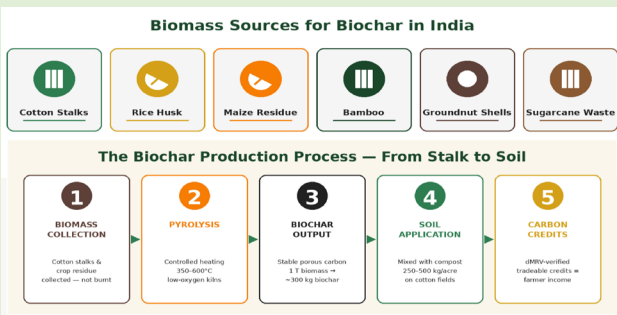 Biomass Sources for Biochar in India
Cotton Stalks
Rice Husk
Maize Residue
Bamboo
Groundnut Shells
Sugarcane Waste
The Biochar Production Process — From Stalk to Soil
1
BIOMASS
COLLECTION
Cotton stalks &
crop residue
collected — not burnt
2
PYROLYSIS
Controlled heating
350-600°C
low-oxygen kilns
3
BIOCHAR
OUTPUT
Stable porous carbon
1 T biomass →
~300 kg biochar
4
SOIL
APPLICATION
Mixed with compost
250-500 kg/acre
on cotton fields
5
CARBON
CREDITS
dMRV-verified
tradeable credits =
farmer income